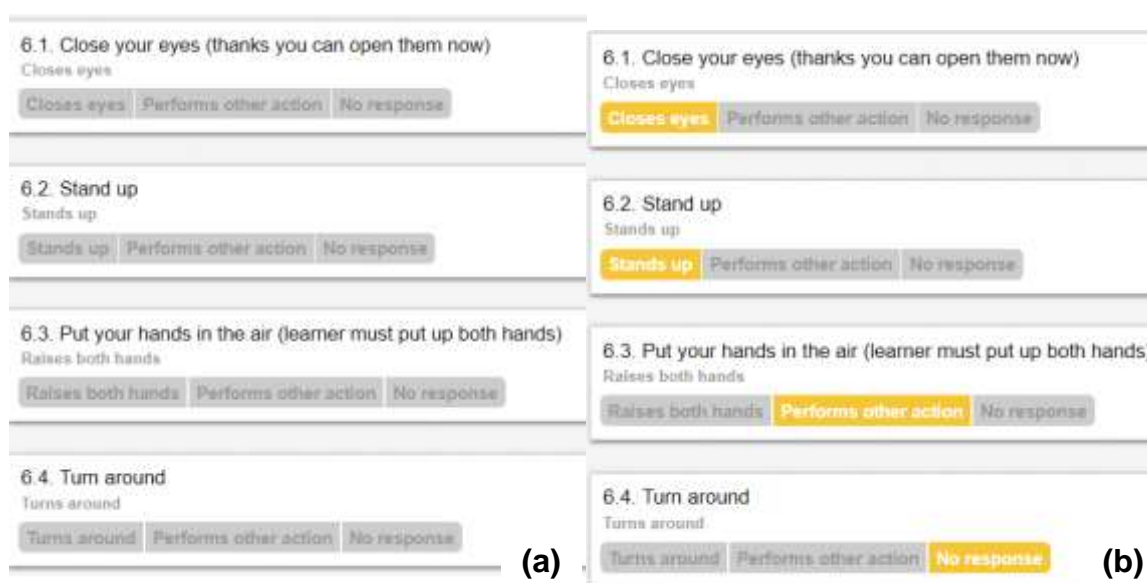 6.1. Close your eyes (thanks you can open them now)
Closes eyes
Closes eyes Performs other action No response
6.2. Stand up
Stands up
Stands up Performs other action No response
6.3. Put your hands in the air (learner must put up both hands)
Raises both hands
Raises both hands Performs other action No response
6.4. Turn around
Turns around
Turns around Performs other action No response
(a)
6.1. Close your eyes (thanks you can open them now)
Closes eyes
Closes eyes Performs other action No response
6.2. Stand up
Stands up
Stands up Performs other action No response
6.3. Put your hands in the air (learner must put up both hands)
Raises both hands
Raises both hands Performs other action No response
6.4. Turn around
Turns around
Turns around Performs other action No response
(b)